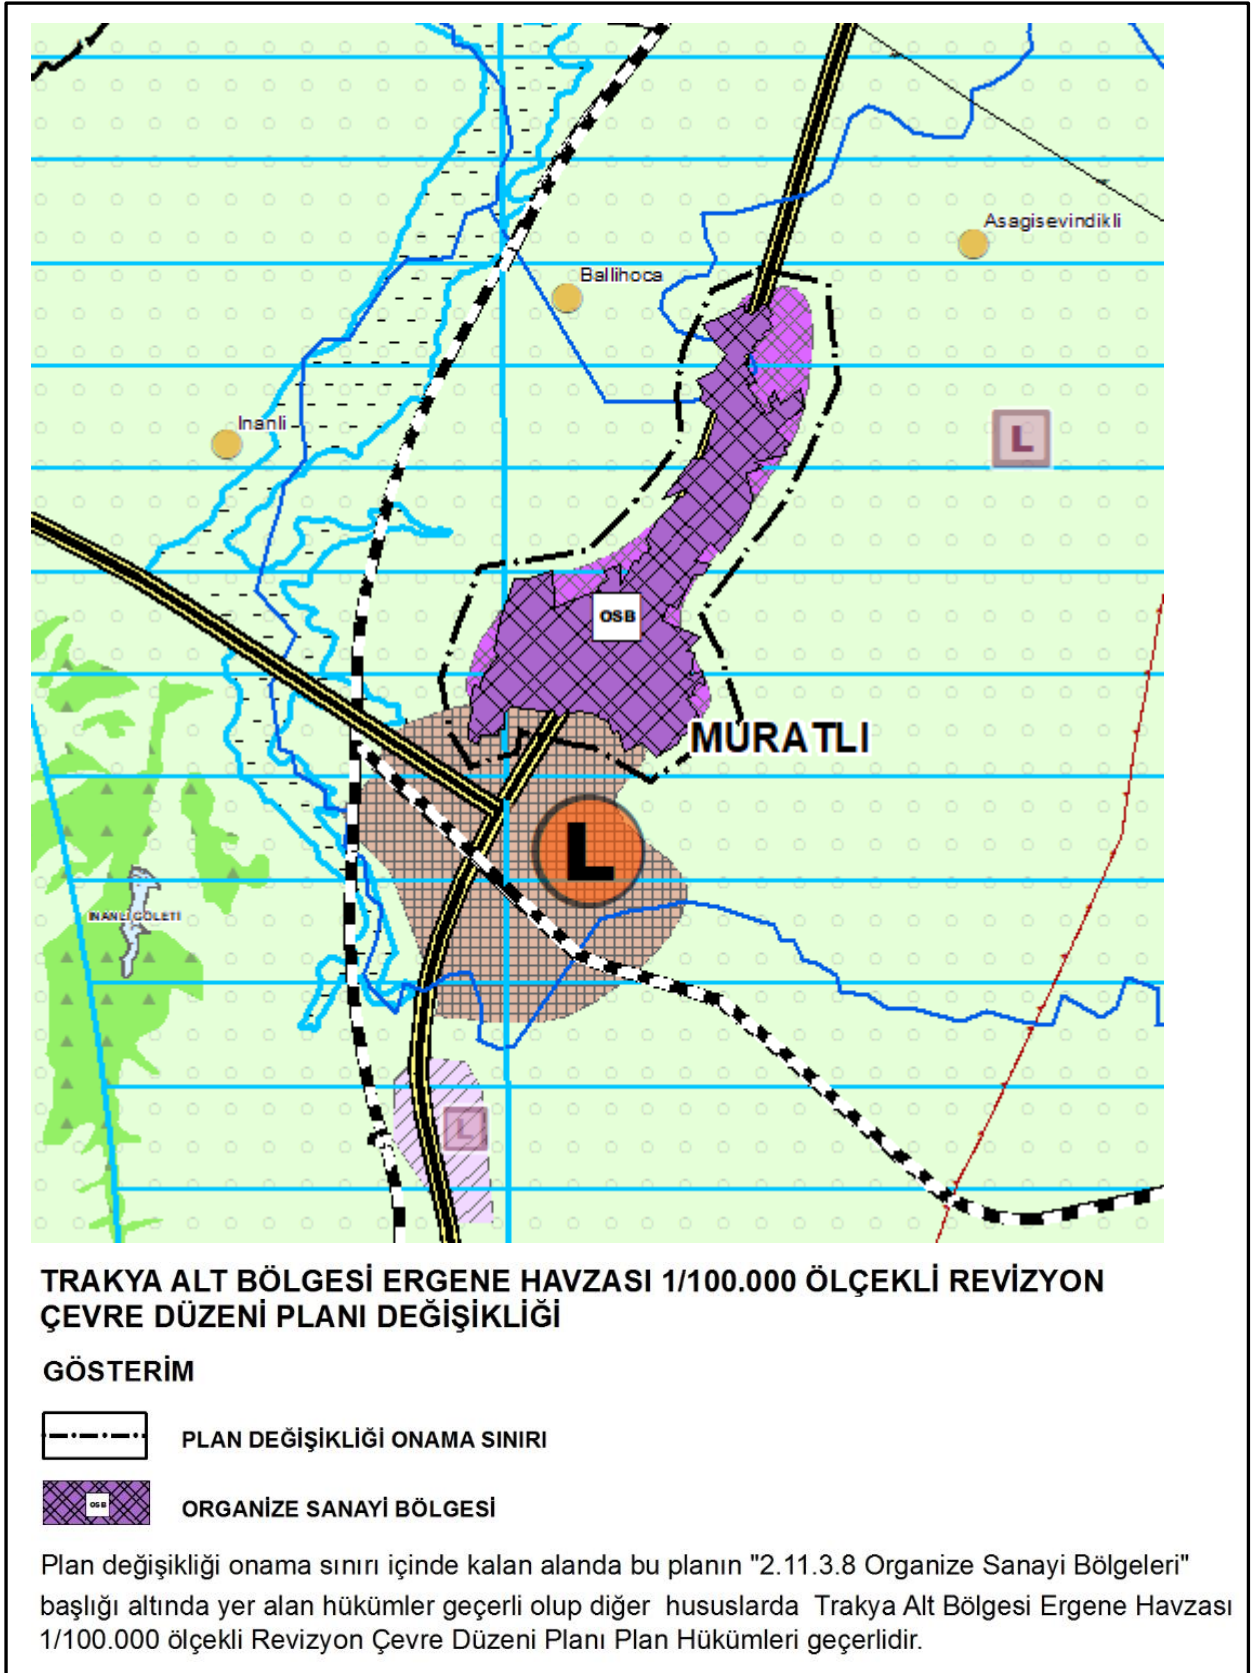 Asagisevindikli
Ballihoca
Inanli
L
OSB
MURATLI
L
INANLI GÖLETI
L
TRAKYA ALT BÖLGESİ ERGENE HAVZASI 1/100.000 ÖLÇEKLİ REVİZYON
ÇEVRE DÜZENİ PLANI DEĞİŞİKLİĞİ
GÖSTERİM
PLAN DEĞİŞİKLİĞİ ONAMA SINIRI
OSB
ORGANİZE SANAYİ BÖLGESİ
Plan değişikliği onama sınırı içinde kalan alanda bu planın "2.11.3.8 Organize Sanayi Bölgeleri"
başlığı altında yer alan hükümler geçerli olup diğer hususlarda Trakya Alt Bölgesi Ergene Havzası
1/100.000 ölçekli Revizyon Çevre Düzeni Planı Plan Hükümleri geçerlidir.